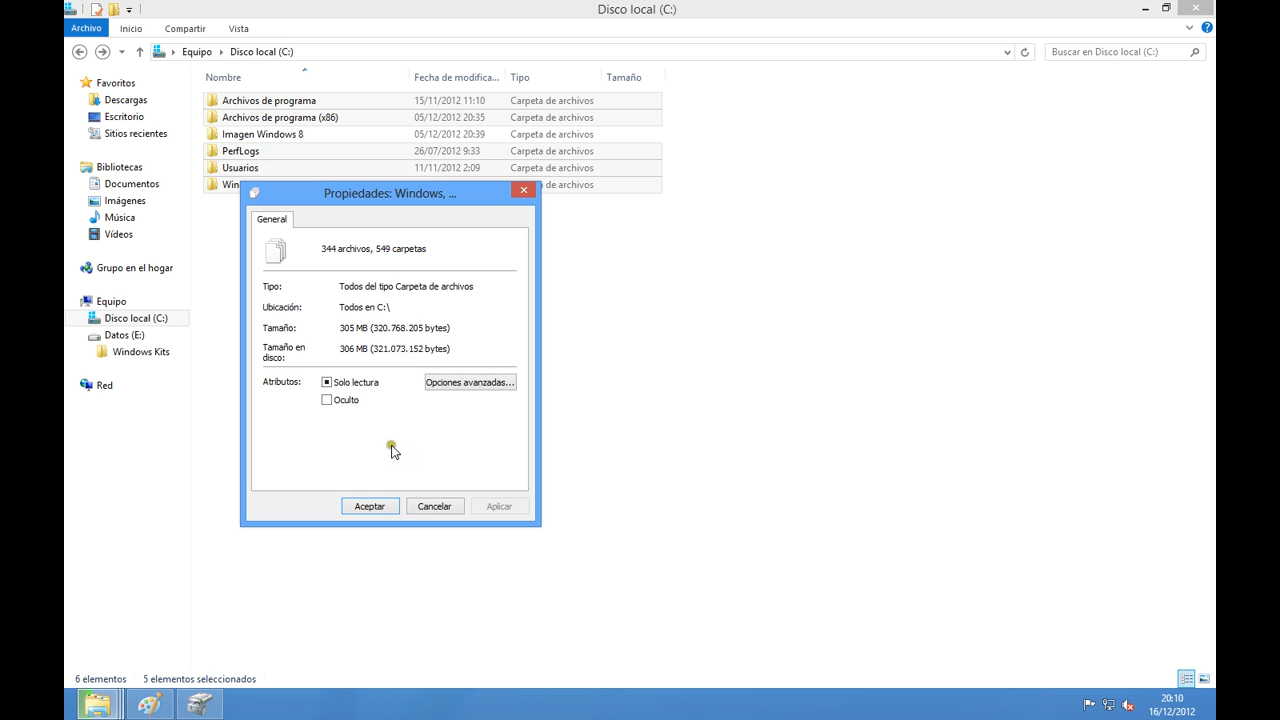 Disco local (C:)
Archivo Inicio Compartir Vista
Equipo Disco local (C:) Buscar en Disco local (C:)
Favoritos
Descargas
Escritorio
Sitios recientes
Bibliotecas
Documentos
Imágenes
Música
Vídeos
Grupo en el hogar
Equipo
Disco local (C:)
Datos (E:)
Windows Kits
Red
Nombre Fecha de modifica... Tipo Tamaño
Archivos de programa 15/11/2012 11:10 Carpeta de archivos
Archivos de programa (x86) 05/12/2012 20:35 Carpeta de archivos
Imagen Windows 8 05/12/2012 20:39 Carpeta de archivos
PerfLogs 26/07/2012 9:33 Carpeta de archivos
Usuarios 11/11/2012 2:09 Carpeta de archivos
de archivos
Propiedades: Windows, ...
General
344 archivos, 549 carpetas
Tipo: Todos del tipo Carpeta de archivos
Ubicación: Todos en C:\
Tamaño: 305 MB (320.768.205 bytes)
Tamaño en disco: 306 MB (321.073.152 bytes)
Atributos: Solo lectura Opciones avanzadas...
Oculto
Aceptar Cancelar Aplicar
6 elementos 5 elementos seleccionados
20:10
16/12/2012